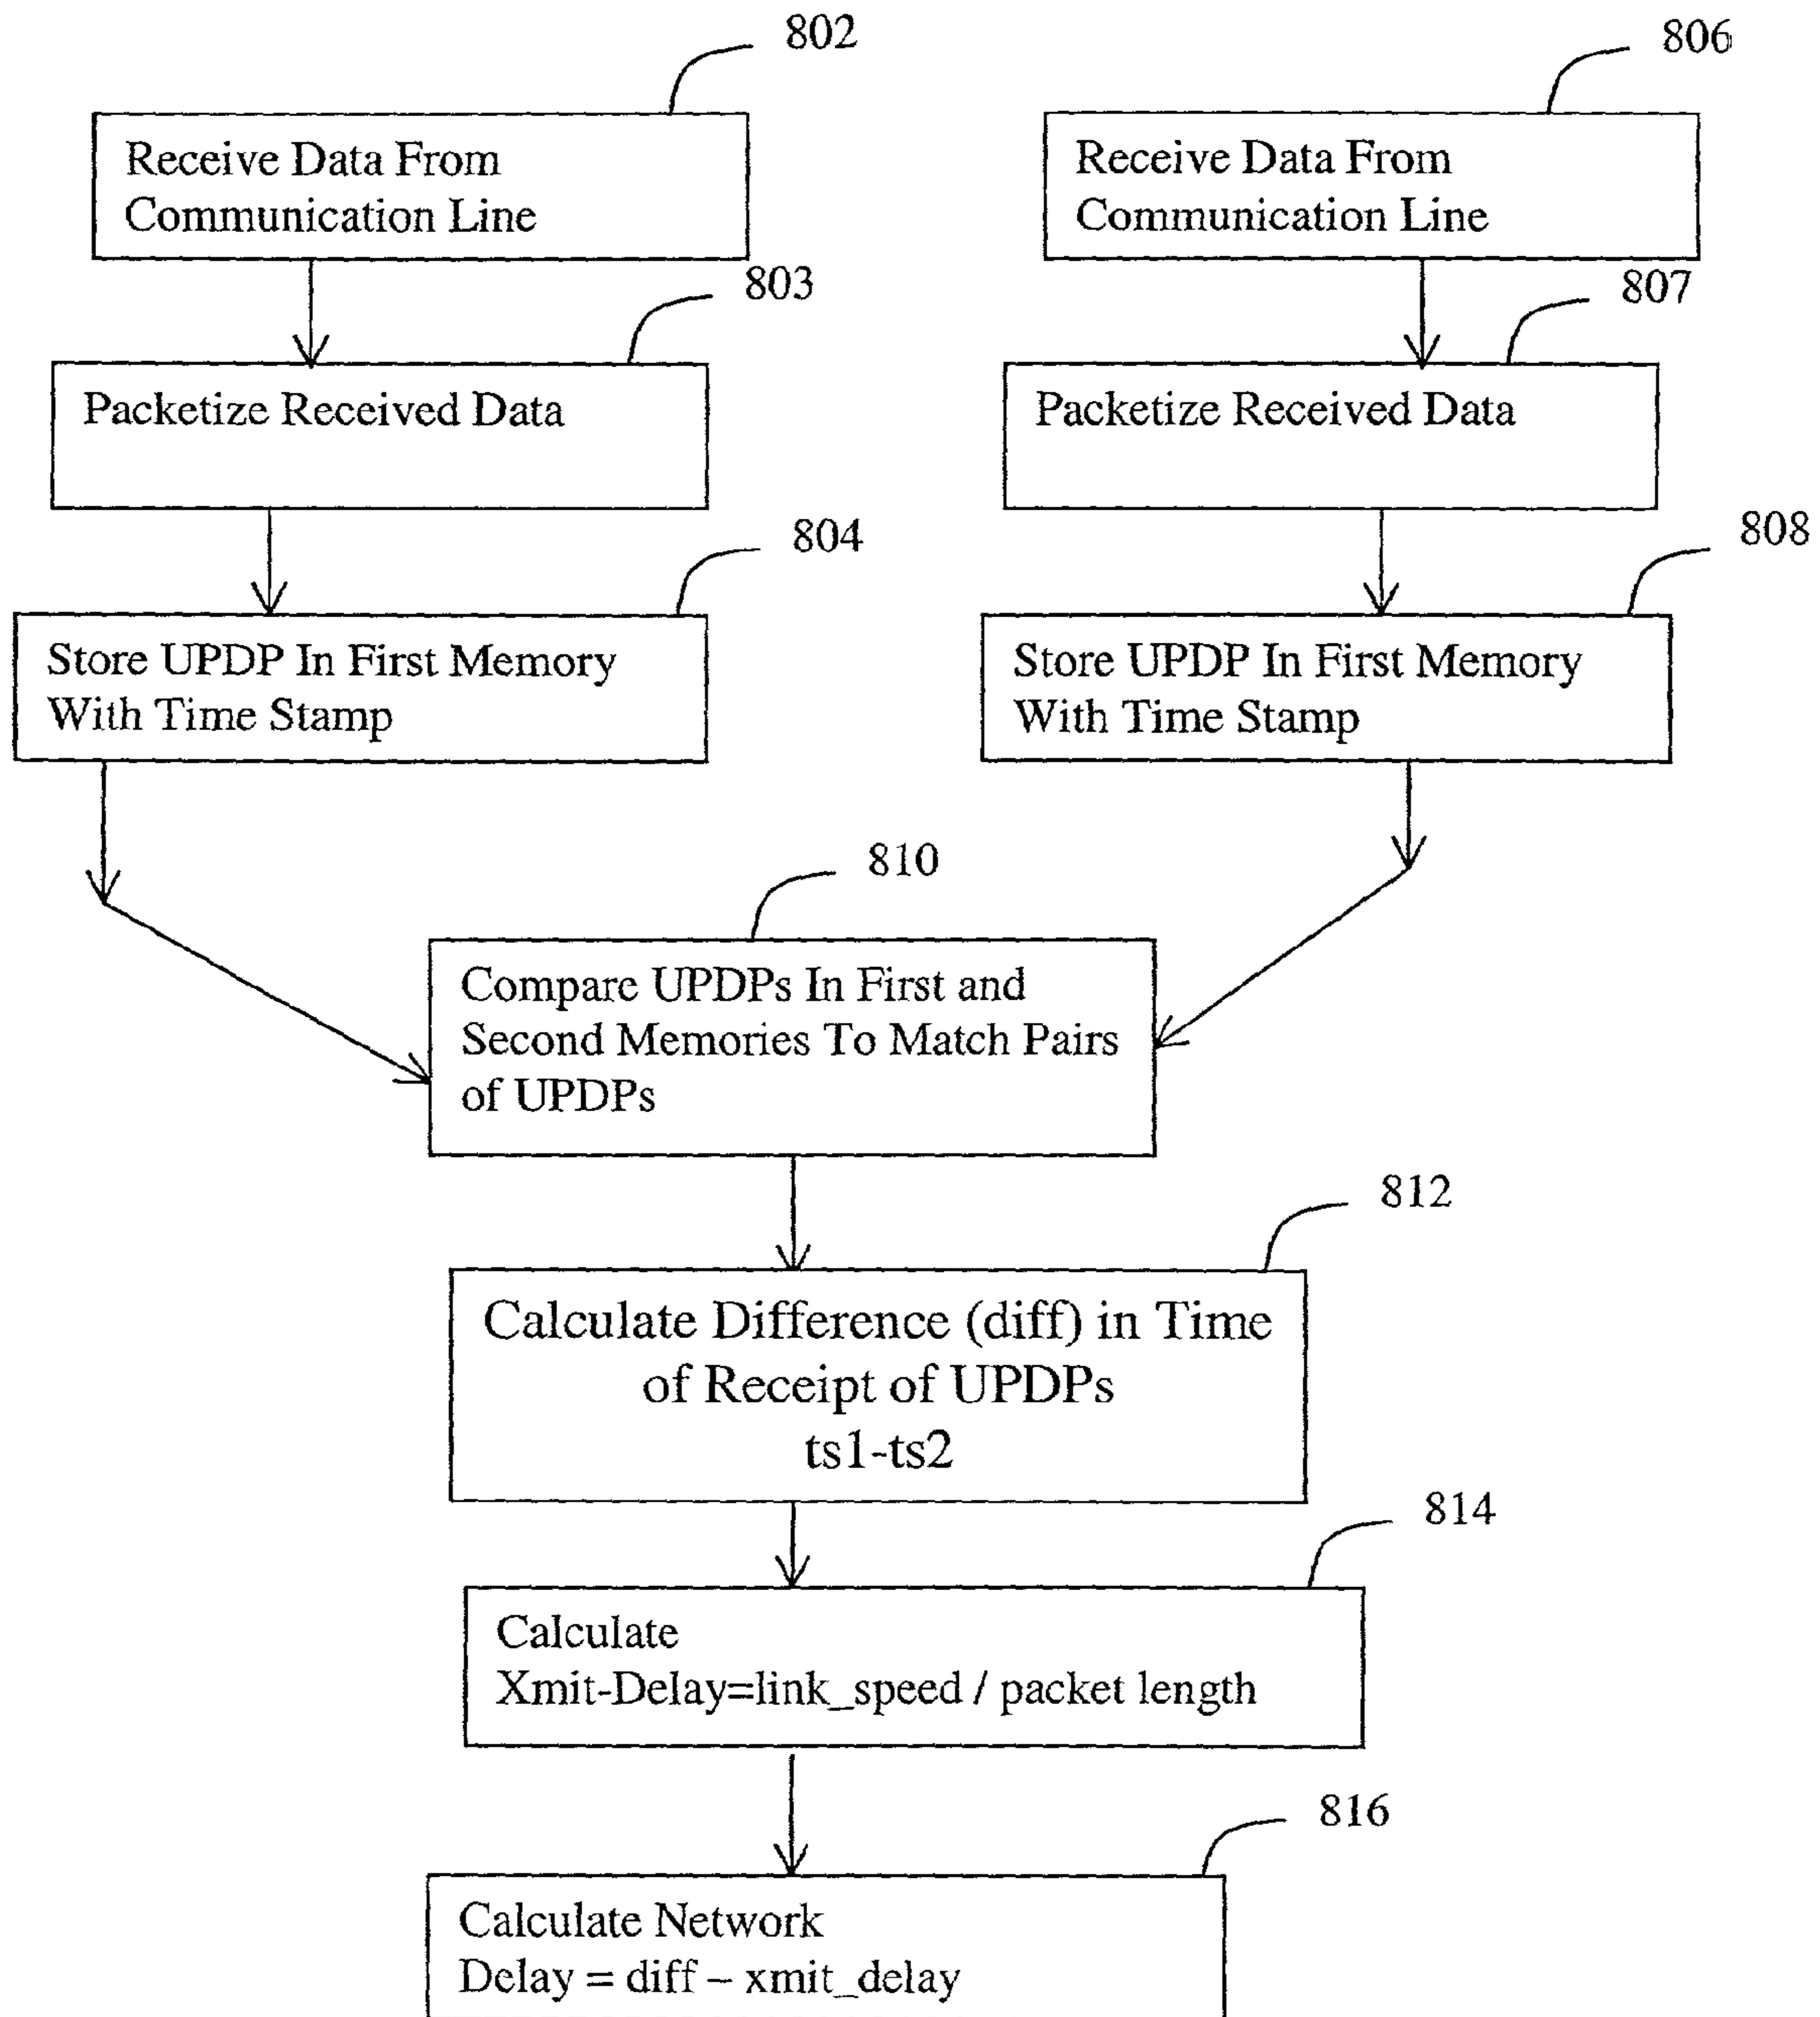 802
806
Receive Data From
Communication Line
Receive Data From
Communication Line
803
807
Packetize Received Data
Packetize Received Data
804
808
Store UPDP In First Memory
With Time Stamp
Store UPDP In First Memory
With Time Stamp
810
Compare UPDPs In First and
Second Memories To Match Pairs
of UPDPs
812
Calculate Difference (diff) in Time
of Receipt of UPDPs
ts1-ts2
814
Calculate
Xmit-Delay=link_speed / packet length
816
Calculate Network
Delay = diff – xmit_delay